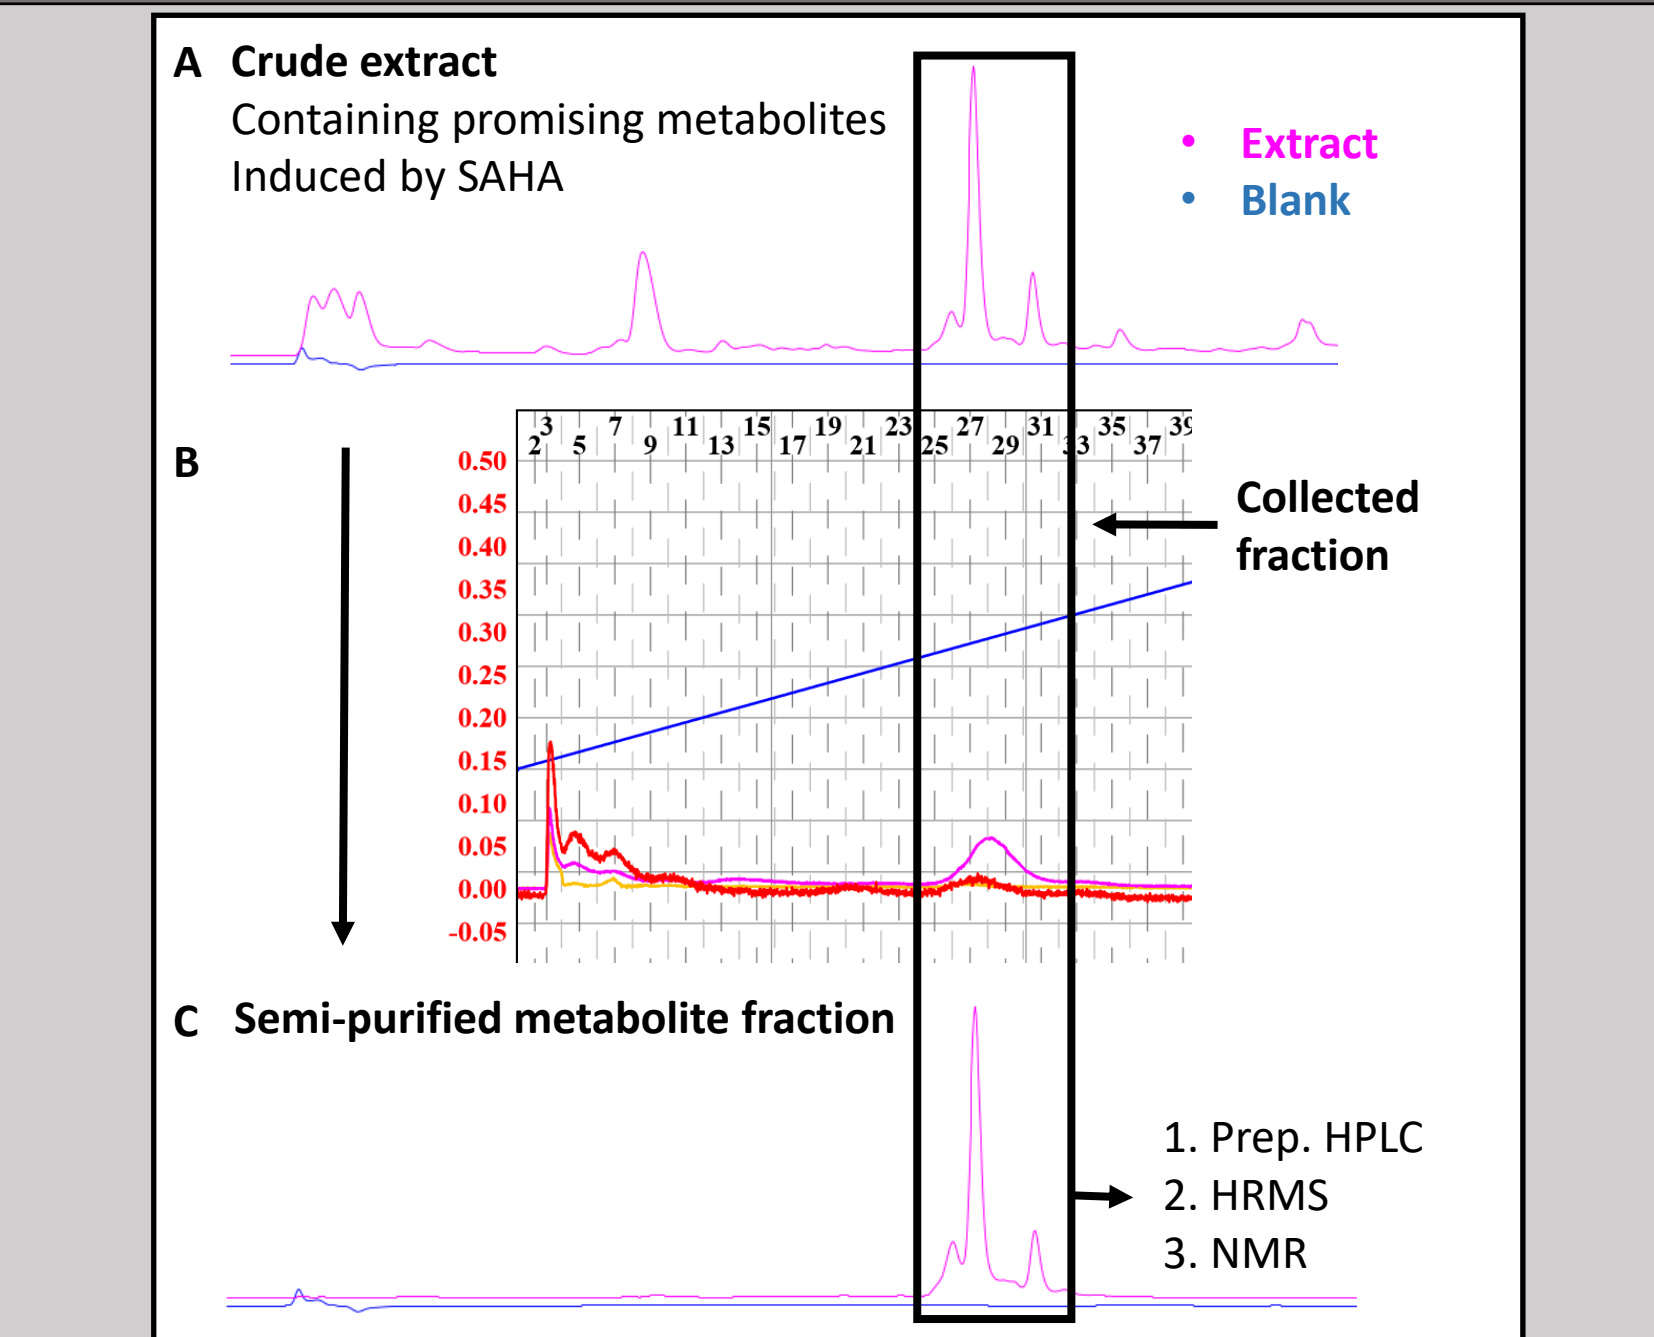 A Crude extract
Containing promising metabolites
Induced by SAHA
• Extract
• Blank
B
3 7 11 15 19 23 27 31 35 39
2 5 9 13 17 21 25 29 33 37
0.50
0.45
0.40
0.35
0.30
0.25
0.20
0.15
0.10
0.05
0.00
-0.05
Collected
fraction
C Semi-purified metabolite fraction
1. Prep. HPLC
2. HRMS
3. NMR